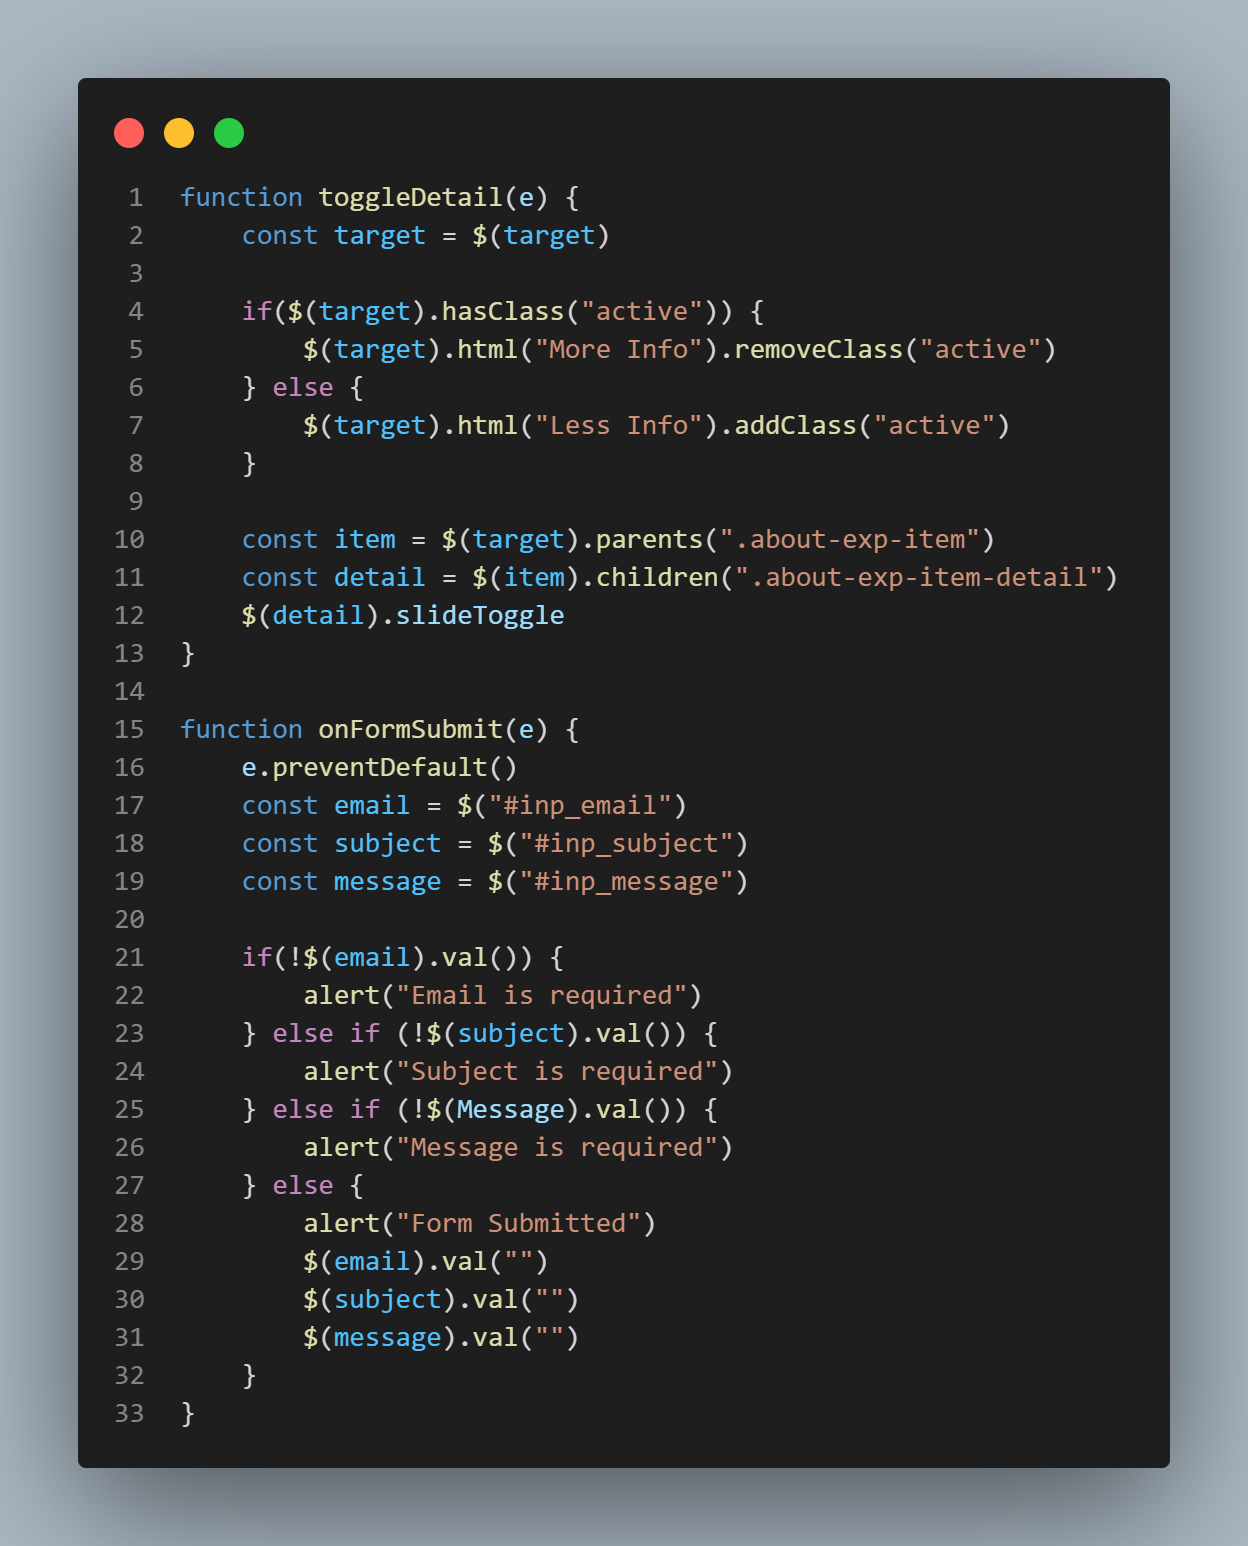 1 function toggleDetail(e) {
2     const target = $(target)
3
4     if($(target).hasClass("active")) {
5         $(target).html("More Info").removeClass("active")
6     } else {
7         $(target).html("Less Info").addClass("active")
8     }
9
10     const item = $(target).parents(".about-exp-item")
11     const detail = $(item).children(".about-exp-item-detail")
12     $(detail).slideToggle
13 }
14
15 function onFormSubmit(e) {
16     e.preventDefault()
17     const email = $("#inp_email")
18     const subject = $("#inp_subject")
19     const message = $("#inp_message")
20
21     if(!$(email).val()) {
22         alert("Email is required")
23     } else if (!$(subject).val()) {
24         alert("Subject is required")
25     } else if (!$(Message).val()) {
26         alert("Message is required")
27     } else {
28         alert("Form Submitted")
29         $(email).val("")
30         $(subject).val("")
31         $(message).val("")
32     }
33 }